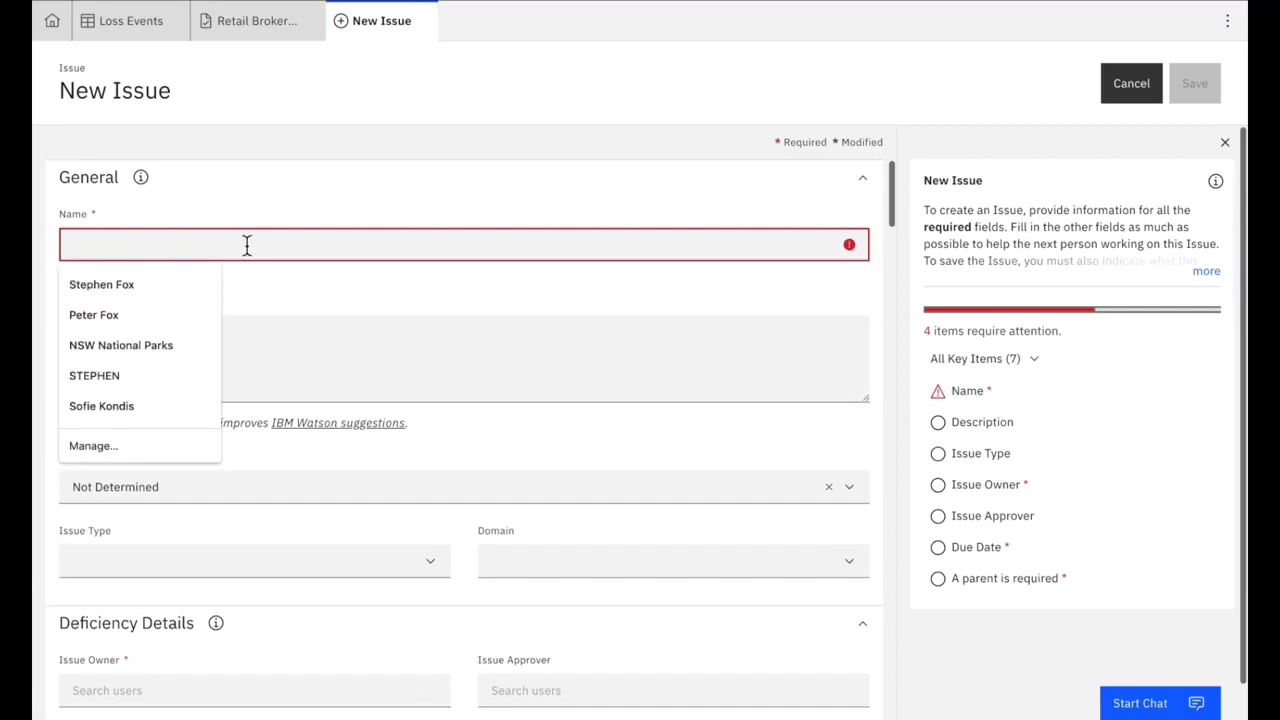 Loss Events
Retail Broker...
New Issue
Issue
New Issue
Cancel
Save
* Required * Modified
General
Name *
Stephen Fox
Peter Fox
NSW National Parks
STEPHEN
Sofie Kondis
Manage...
improves IBM Watson suggestions.
Not Determined
Issue Type
Domain
Deficiency Details
Issue Owner *
Issue Approver
Search users
Search users
New Issue
To create an Issue, provide information for all the
required fields. Fill in the other fields as much as
possible to help the next person working on this Issue.
To save the Issue, you must also indicate what this
more
4 items require attention.
All Key Items (7)
Name *
Description
Issue Type
Issue Owner *
Issue Approver
Due Date *
A parent is required *
Start Chat